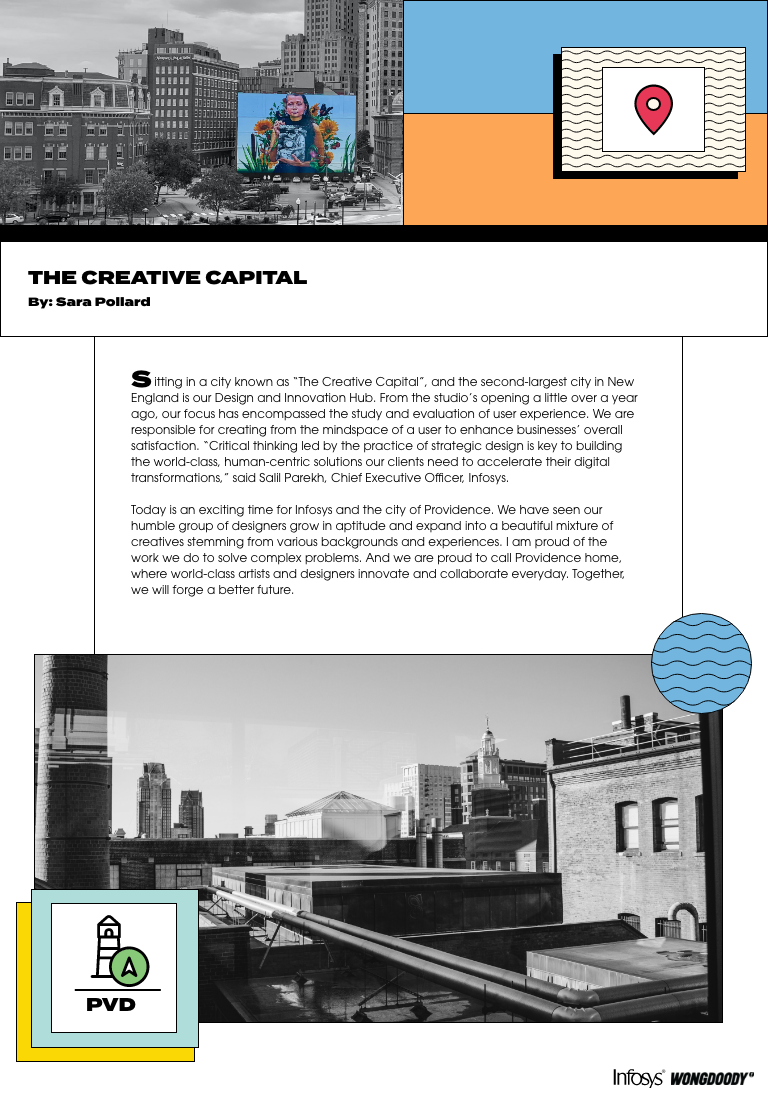 THE CREATIVE CAPITAL
By: Sara Pollard
Sitting in a city known as “The Creative Capital”, and the second-largest city in New
England is our Design and Innovation Hub. From the studio’s opening a little over a year
ago, our focus has encompassed the study and evaluation of user experience. We are
responsible for creating from the mindspace of a user to enhance businesses’ overall
satisfaction. “Critical thinking led by the practice of strategic design is key to building
the world-class, human-centric solutions our clients need to accelerate their digital
transformations,” said Salil Parekh, Chief Executive Officer, Infosys.
Today is an exciting time for Infosys and the city of Providence. We have seen our
humble group of designers grow in aptitude and expand into a beautiful mixture of
creatives stemming from various backgrounds and experiences. I am proud of the
work we do to solve complex problems. And we are proud to call Providence home,
where world-class artists and designers innovate and collaborate everyday. Together,
we will forge a better future.
PVD
Infosys® WONGDOODY